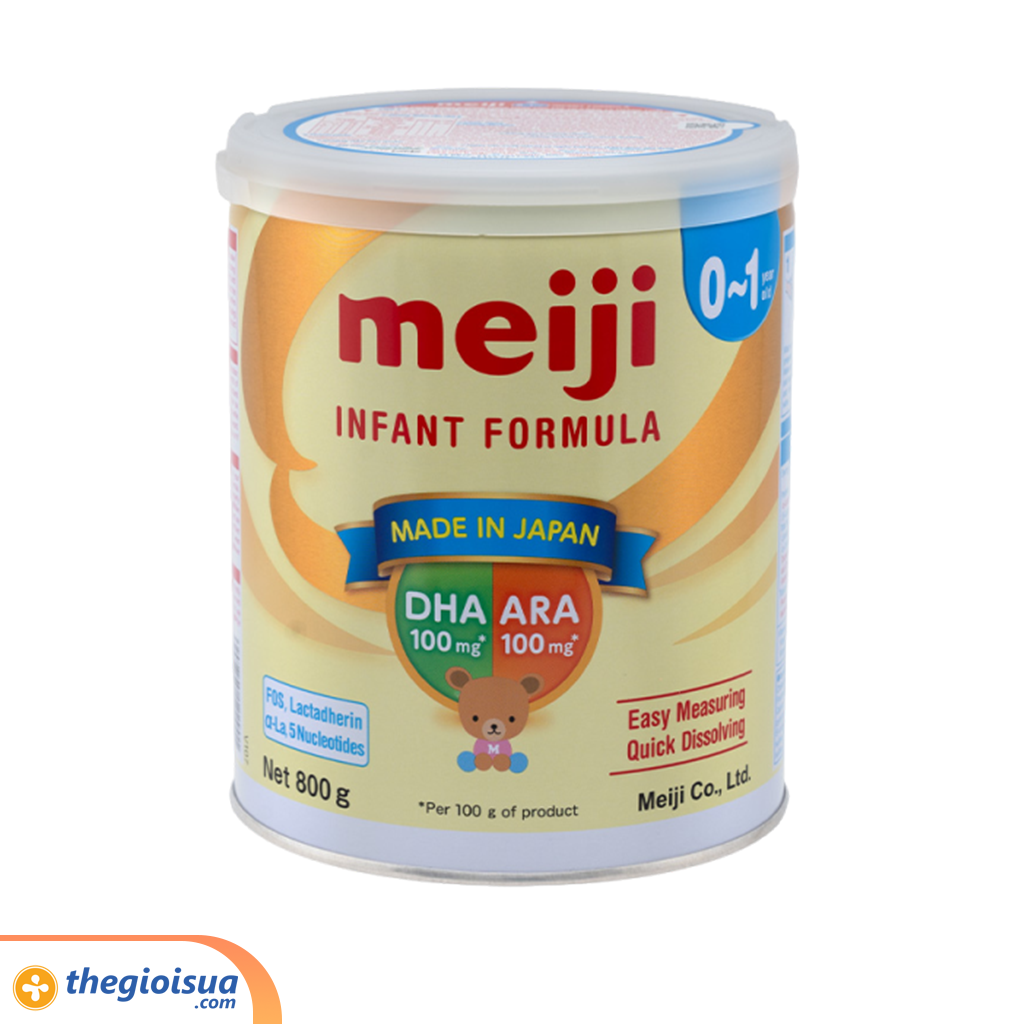 meiji
0~1 year old
meiji
INFANT FORMULA
MADE IN JAPAN
DHA ARA
100 mg* 100 mg*
FOS, Lactadherin
α-La, 5 Nucleotides
Easy Measuring
Quick Dissolving
M
Net 800 g
*Per 100 g of product
Meiji Co., Ltd.
thegioisua
.com